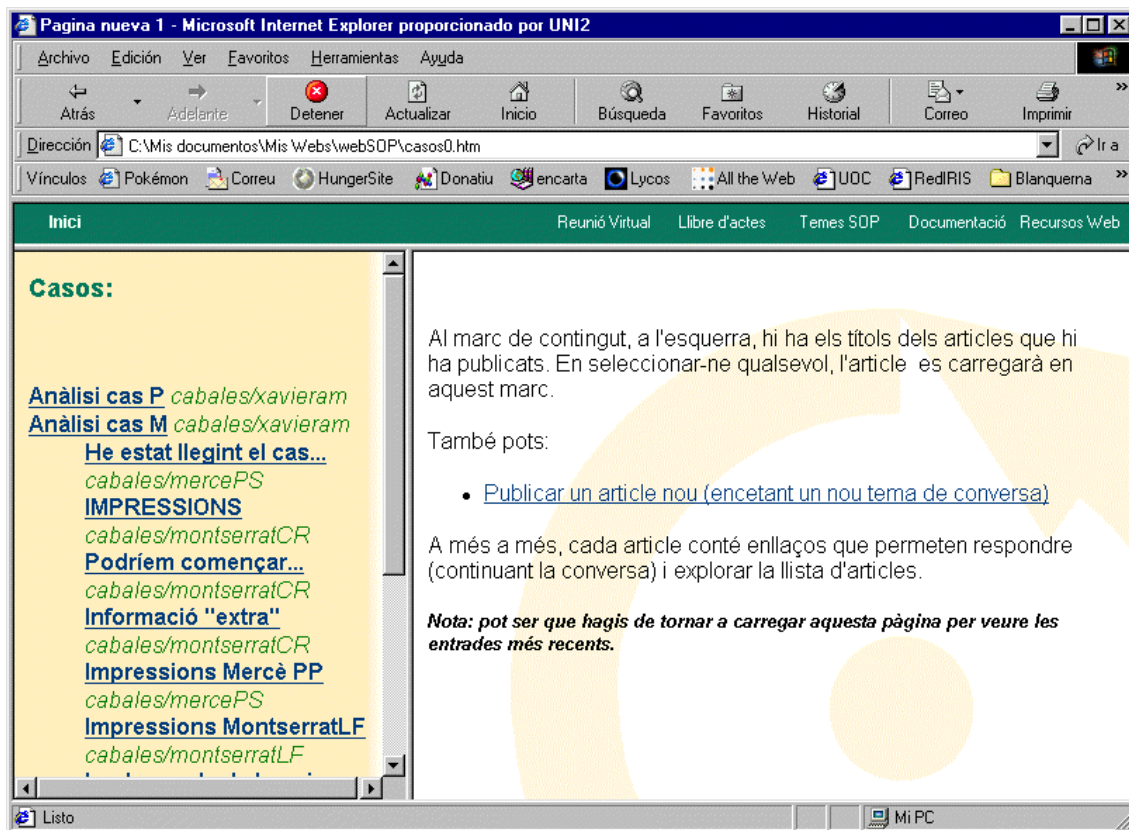 Pagina nueva 1 - Microsoft Internet Explorer proporcionado por UNI2
Archivo Edición Ver Favoritos Herramientas Ayuda
Atrás Adelante Detener Actualizar Inicio Búsqueda Favoritos Historial Correo Imprimir »
Dirección C:\Mis documentos\Mis Webs\webSOP\casos0.htm Ir a
Vínculos Pokémon Correu HungerSite Donatiu encarta Lycos All the Web UOC RedIRIS Blanquerna »
Inici Reunió Virtual Llibre d'actes Temes SOP Documentació Recursos Web
Casos:
Anàlisi cas P cabales/xavieram
Anàlisi cas M cabales/xavieram
He estat llegint el cas...
cabales/mercePS
IMPRESSIONS
cabales/montserratCR
Podríem començar...
cabales/montserratCR
Informació "extra"
cabales/montserratCR
Impressions Mercè PP
cabales/mercePS
Impressions MontserratLF
cabales/montserratLF
Al marc de contingut, a l'esquerra, hi ha els títols dels articles que hi
ha publicats. En seleccionar-ne qualsevol, l'article es carregarà en
aquest marc.
També pots:
• Publicar un article nou (encetant un nou tema de conversa)
A més a més, cada article conté enllaços que permeten respondre
(continuant la conversa) i explorar la llista d'articles.
Nota: pot ser que hagis de tornar a carregar aquesta pàgina per veure les
entrades més recents.
Listo Mi PC